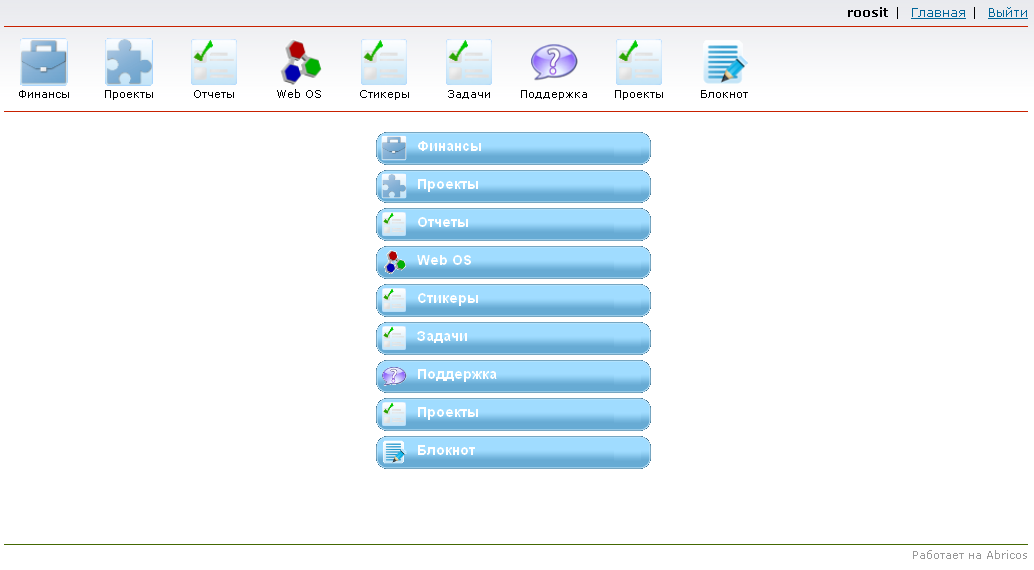 roosit | Главная | Выйти
Финансы Проекты Отчеты Web OS Стикеры Задачи Поддержка Проекты Блокнот
Финансы
Проекты
Отчеты
Web OS
Стикеры
Задачи
Поддержка
Проекты
Блокнот
Работает на Abricos